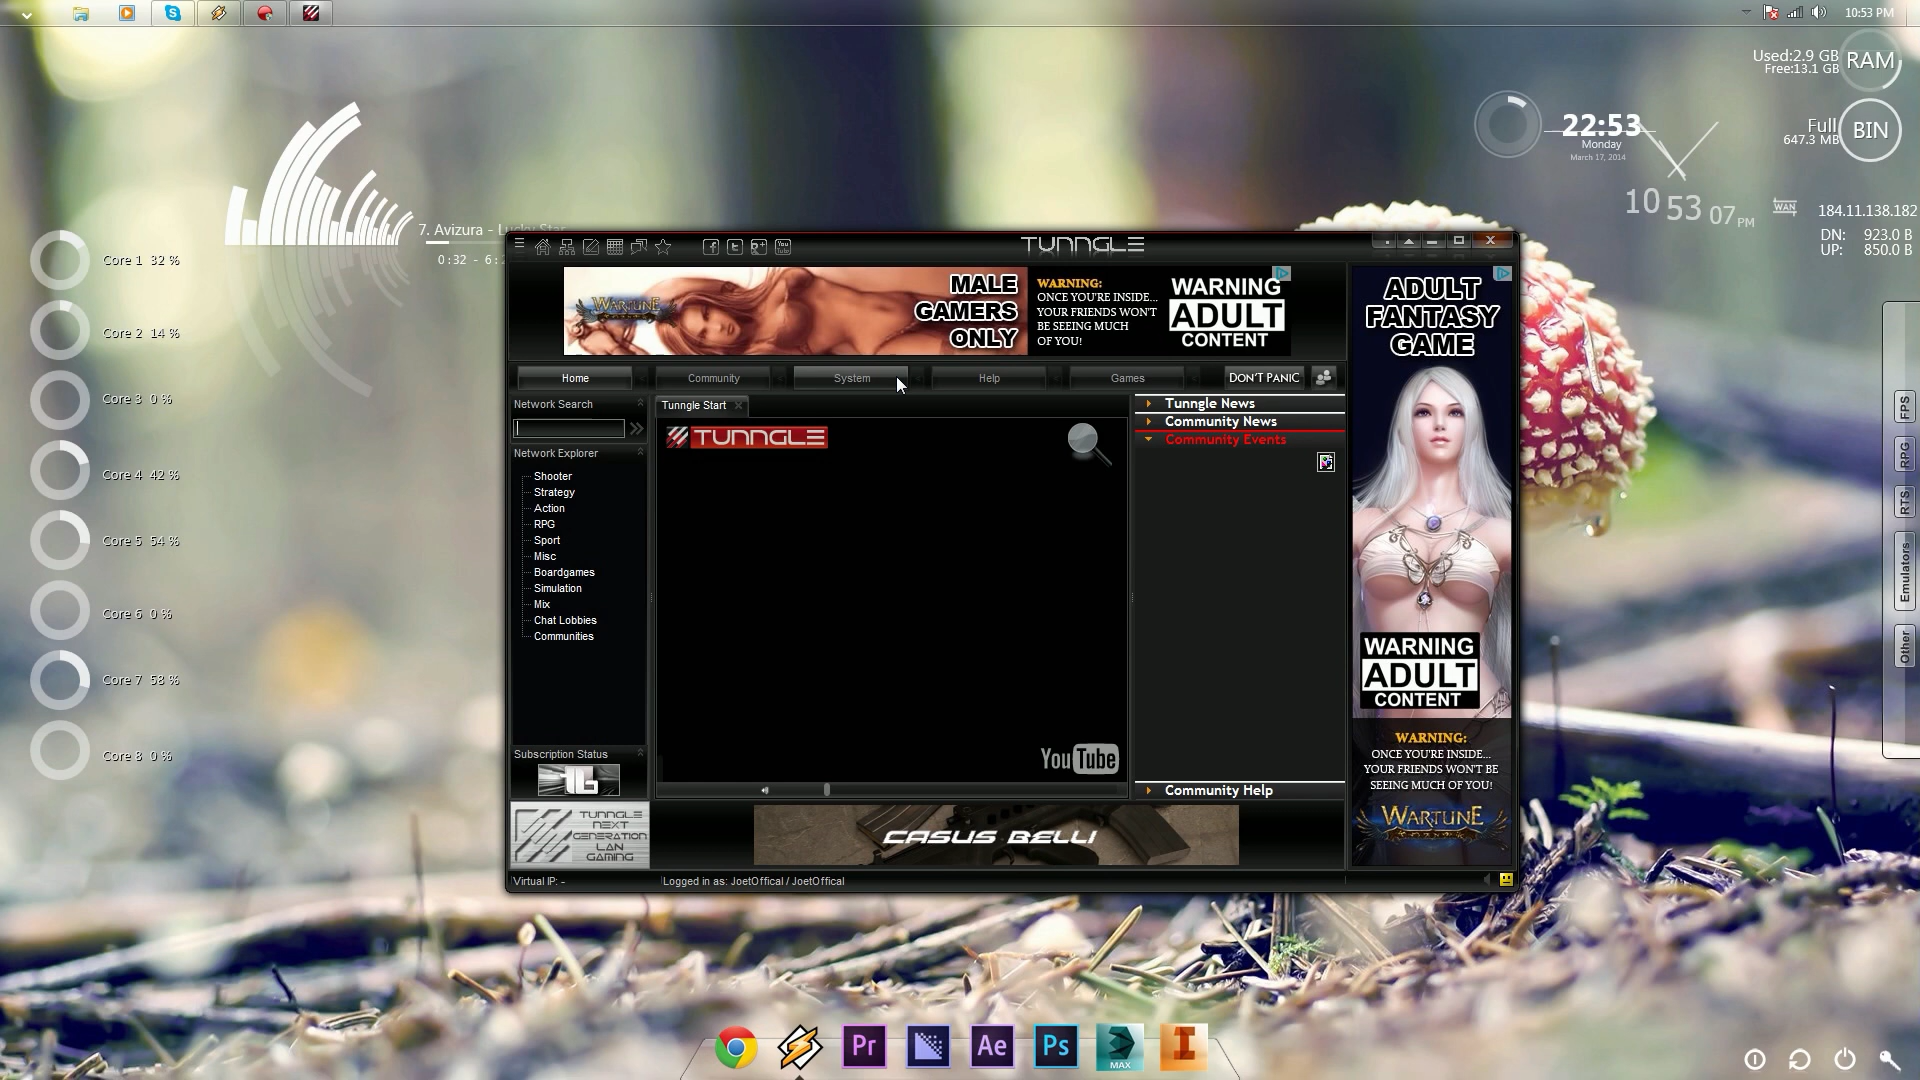 10:53 PM
Used:2.9 GB
Free:13.1 GB
RAM
22:53
Monday
March 17, 2014
Full
647.3 MB
BIN
10 53 07 PM
WAN
184.11.138.182
DN: 923.0 B
UP: 850.0 B
7. Avizura - Lucky Star
0:32 - 6:2
Core 1 32 %
Core 2 14 %
Core 3 0 %
Core 4 42 %
Core 5 54 %
Core 6 0 %
Core 7 58 %
Core 8 0 %
TUNNGLE
You Tube
WARTUNE
MALE
GAMERS
ONLY
WARNING:
ONCE YOU'RE INSIDE...
YOUR FRIENDS WON'T
BE SEEING MUCH
OF YOU!
WARNING
ADULT
CONTENT
Home
Community
System
Help
Games
DON'T PANIC
Network Search
Network Explorer
Shooter
Strategy
Action
RPG
Sport
Misc
Boardgames
Simulation
Mix
Chat Lobbies
Communities
Subscription Status
TUNNGLE
NEXT
GENERATION
LAN
GAMING
Tunngle Start
TUNNGLE
YouTube
Tunngle News
Community News
Community Events
Community Help
CASUS BELLI
Virtual IP: -
Logged in as: JoetOffical / JoetOffical
ADULT
FANTASY
GAME
WARNING
ADULT
CONTENT
WARNING:
ONCE YOU'RE INSIDE...
YOUR FRIENDS WON'T BE
SEEING MUCH OF YOU!
WARTUNE
FPS
RPG
RTS
Emulators
Other
Pr
Ae
Ps
MAX
I